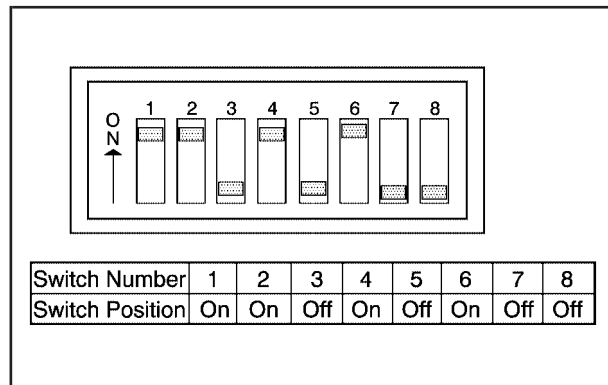 1 2 3 4 5 6 7 8
ON
Switch Number 1 2 3 4 5 6 7 8
Switch Position On On Off On Off On Off Off